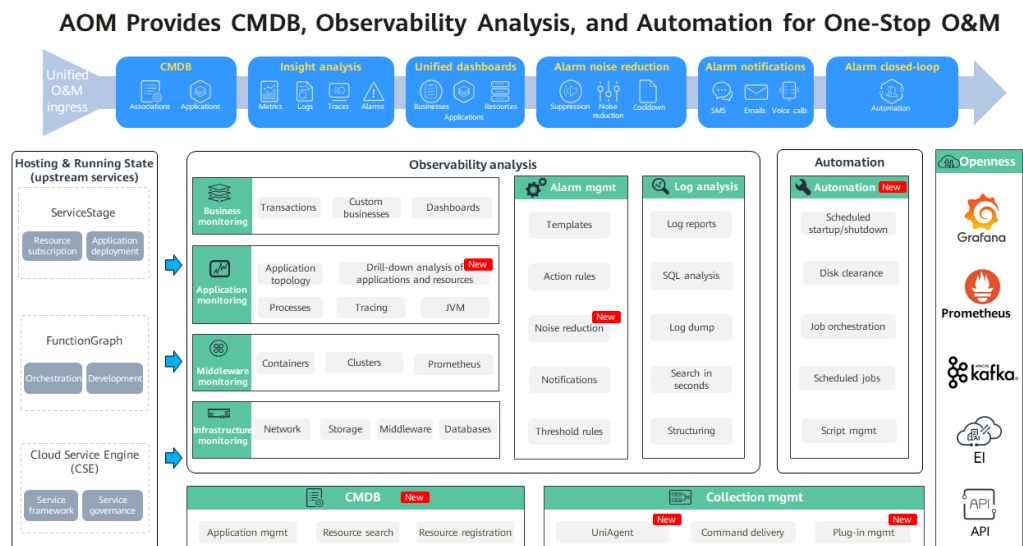 AOM Provides CMDB, Observability Analysis, and Automation for One-Stop O&M
Unified
O&M
ingress
CMDB
Associations
Applications
Insight analysis
Metrics
Logs
Traces
Alarms
Unified dashboards
Businesses
Applications
Resources
Alarm noise reduction
Suppression
Noise
reduction
Cooldown
Alarm notifications
SMS
Emails
Voice calls
Alarm closed-loop
Automation
Hosting & Running State
(upstream services)
ServiceStage
Resource
subscription
Application
deployment
FunctionGraph
Orchestration
Development
Cloud Service Engine
(CSE)
Service
framework
Service
governance
Observability analysis
Business
monitoring
Transactions
Custom
businesses
Dashboards
Application
monitoring
Application
topology
Drill-down analysis of
applications and resources
New
Processes
Tracing
JVM
Middleware
monitoring
Containers
Clusters
Prometheus
Infrastructure
monitoring
Network
Storage
Middleware
Databases
Alarm mgmt
Templates
Action rules
Noise reduction
New
Notifications
Threshold rules
Log analysis
Log reports
SQL analysis
Log dump
Search in
seconds
Structuring
Automation
Automation
New
Scheduled
startup/shutdown
Disk clearance
Job orchestration
Scheduled jobs
Script mgmt
CMDB
New
Application mgmt
Resource search
Resource registration
Collection mgmt
UniAgent
New
Command delivery
Plug-in mgmt
New
Openness
Grafana
Prometheus
APACHE
kafka
AI
EI
API
API